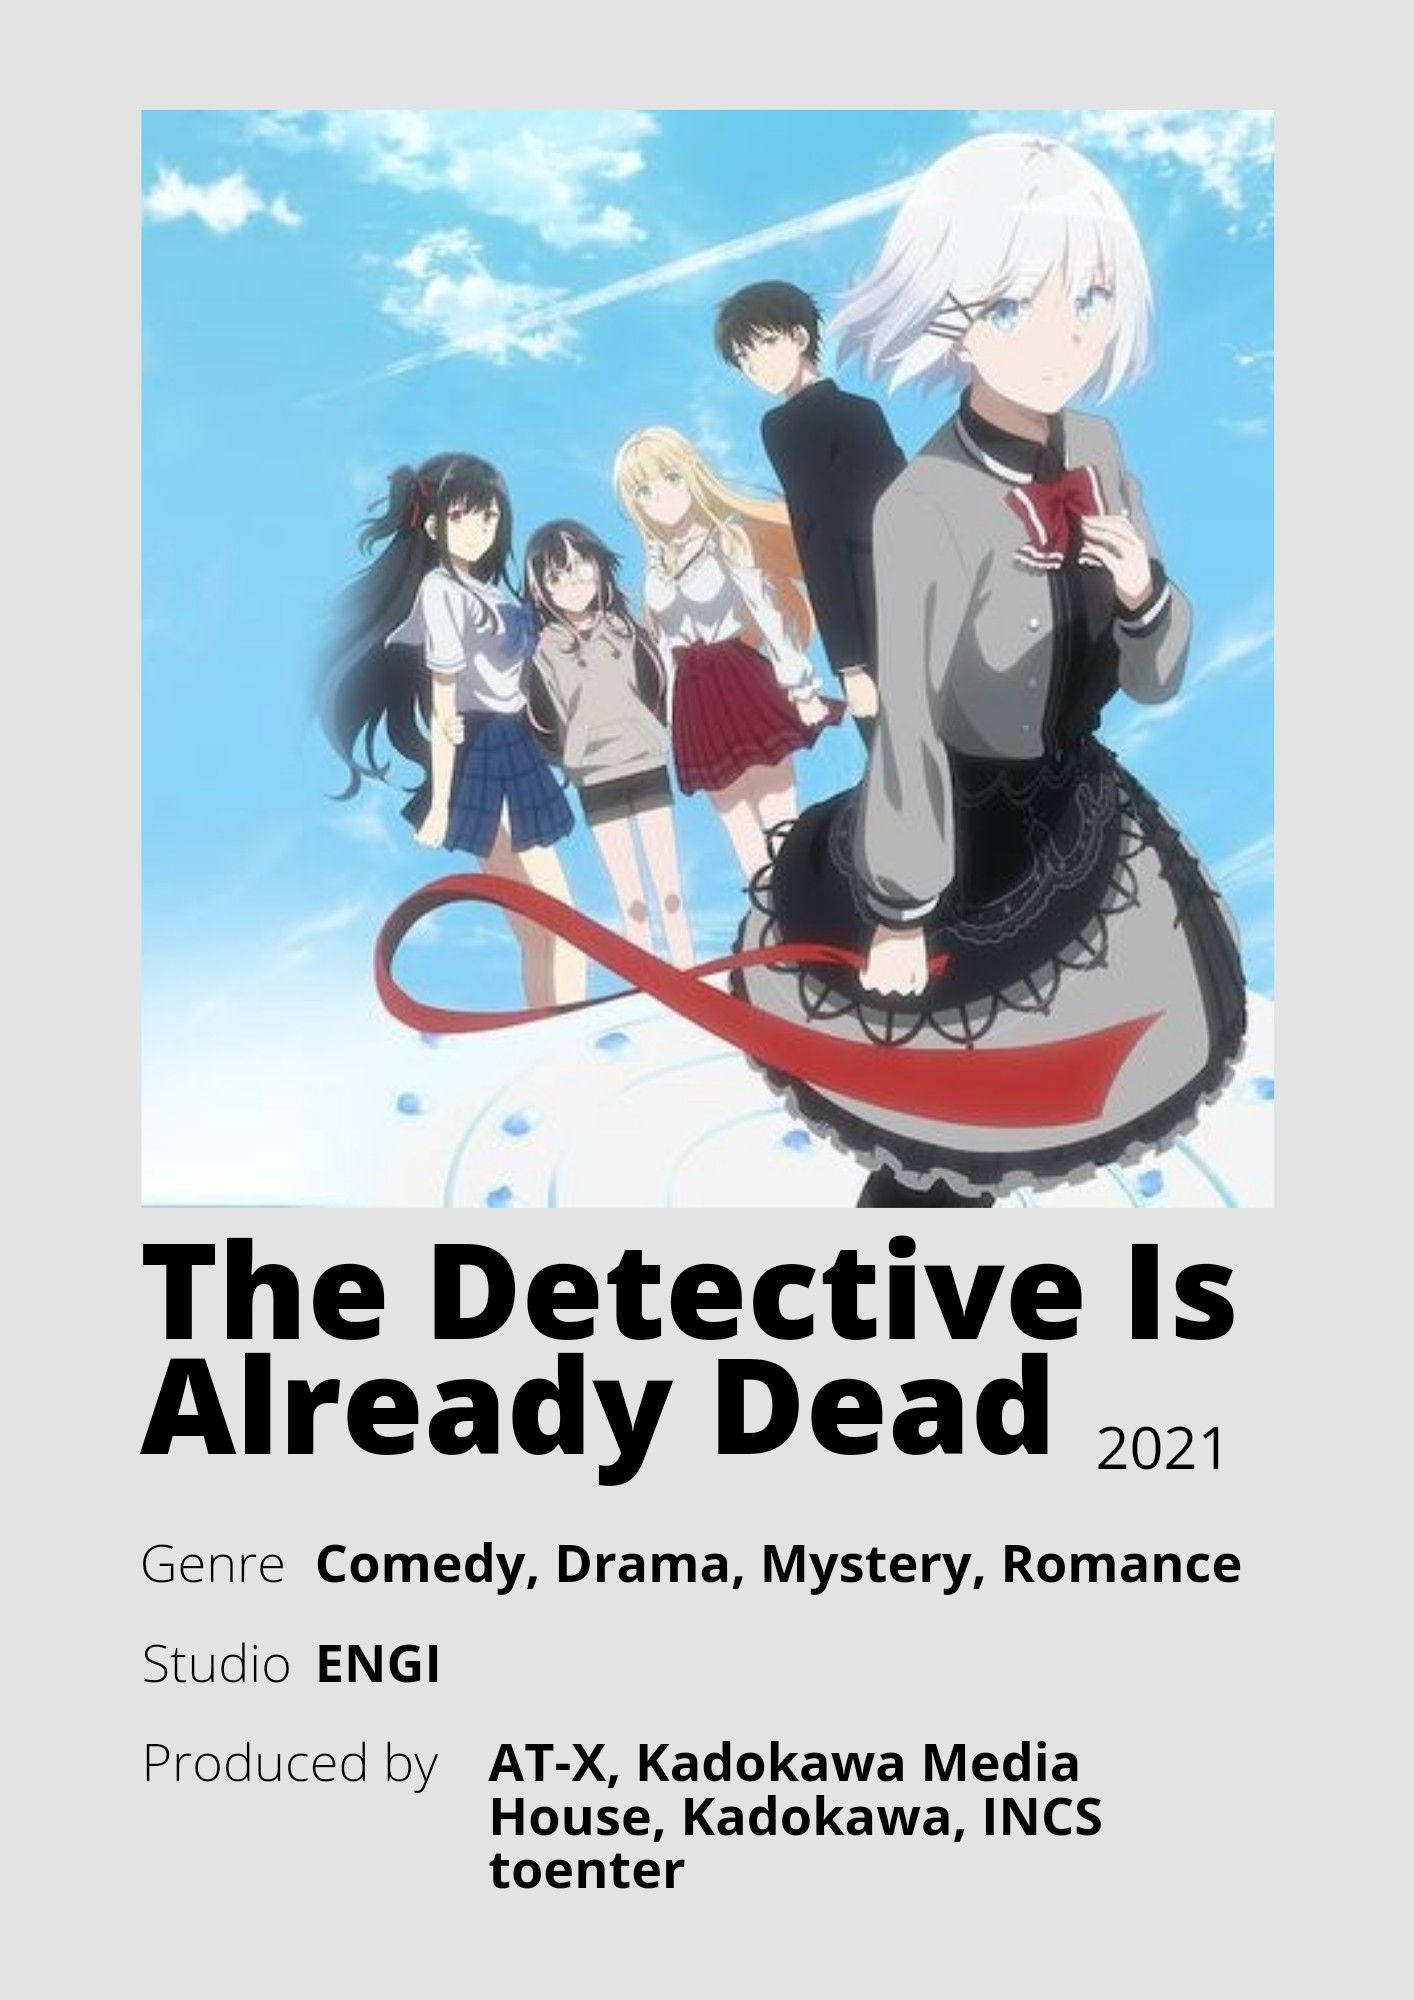 The Detective Is
Already Dead 2021
Genre Comedy, Drama, Mystery, Romance
Studio ENGI
Produced by AT-X, Kadokawa Media
House, Kadokawa, INCS
toenter